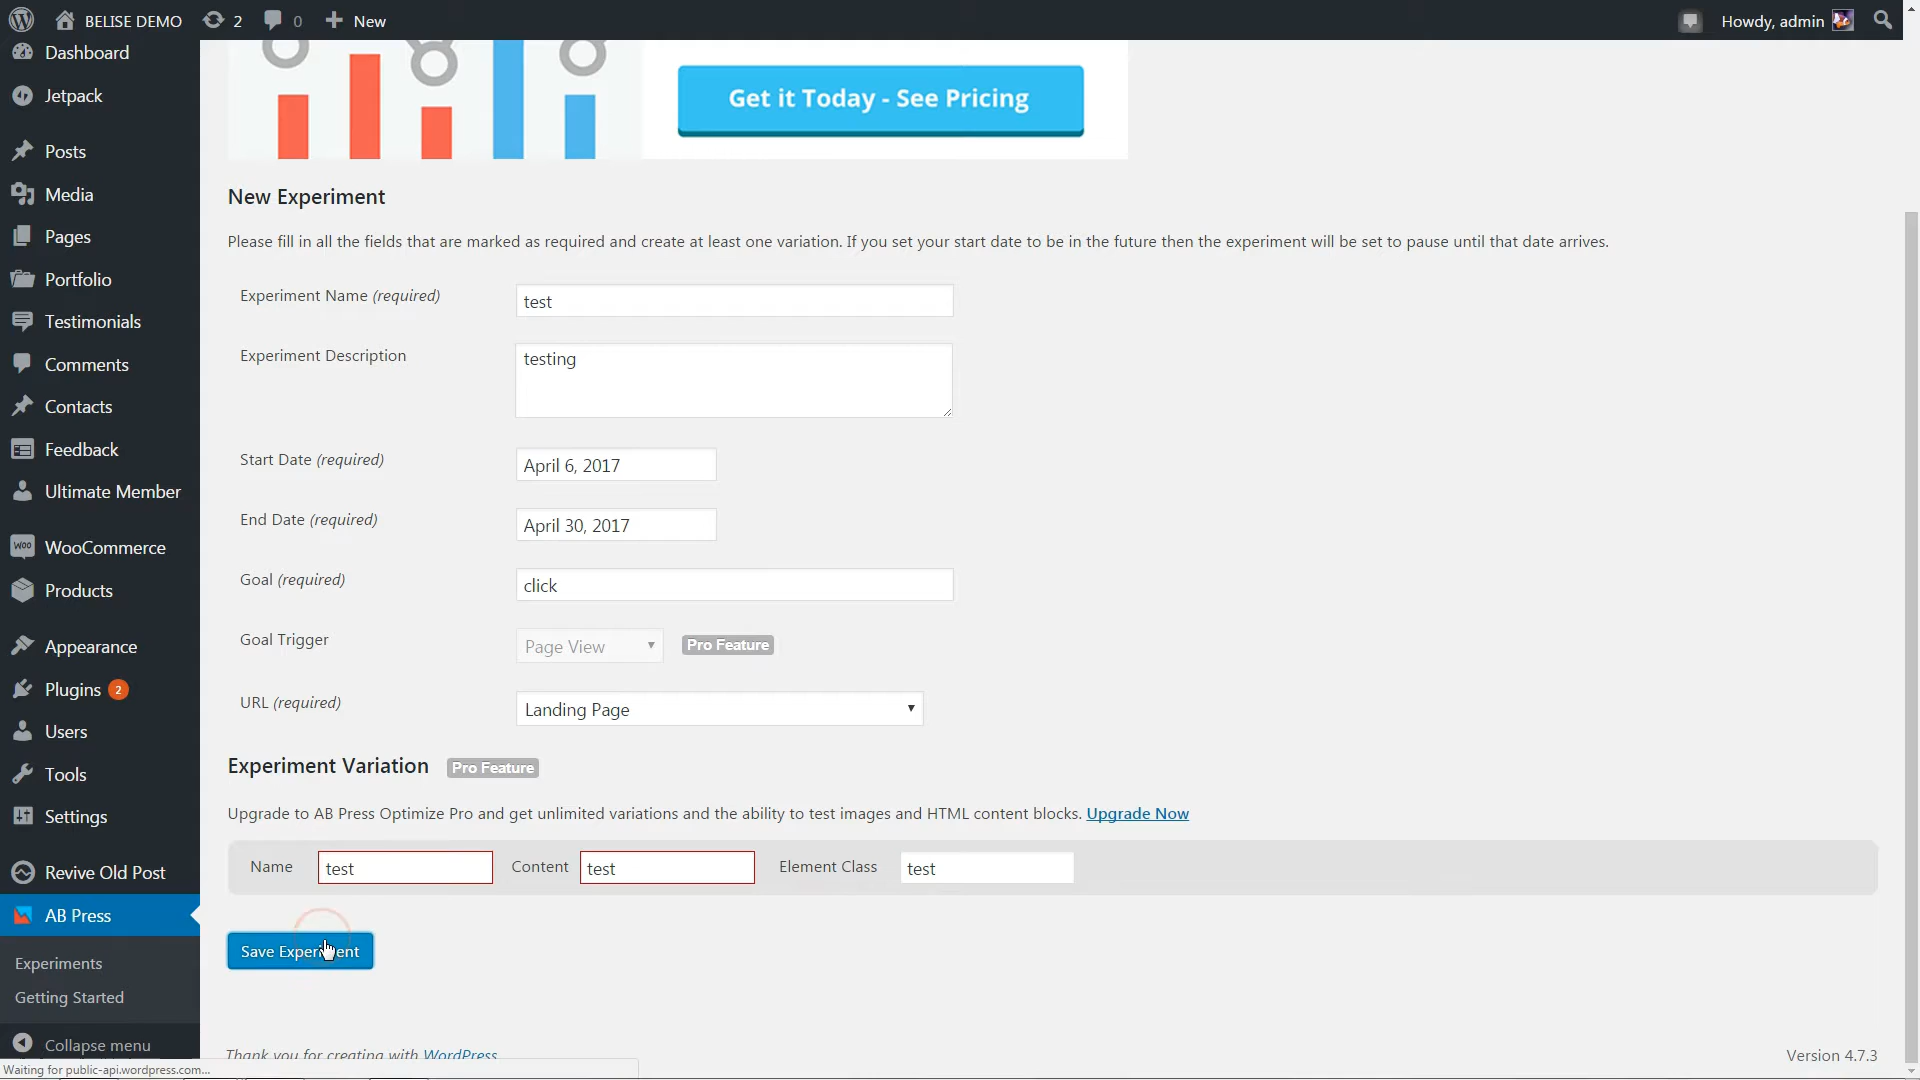 BELISE DEMO 2 0 New Howdy, admin
Dashboard
Jetpack
Posts
Media
Pages
Portfolio
Testimonials
Comments
Contacts
Feedback
Ultimate Member
WooCommerce
Products
Appearance
Plugins 2
Users
Tools
Settings
Revive Old Post
AB Press
Experiments
Getting Started
Collapse menu
Get it Today - See Pricing
New Experiment
Please fill in all the fields that are marked as required and create at least one variation. If you set your start date to be in the future then the experiment will be set to pause until that date arrives.
Experiment Name (required) test
Experiment Description testing
Start Date (required) April 6, 2017
End Date (required) April 30, 2017
Goal (required) click
Goal Trigger Page View Pro Feature
URL (required) Landing Page
Experiment Variation Pro Feature
Upgrade to AB Press Optimize Pro and get unlimited variations and the ability to test images and HTML content blocks. Upgrade Now
Name test Content test Element Class test
Save Experiment
Thank you for creating with WordPress
Version 4.7.3
Waiting for public-api.wordpress.com...